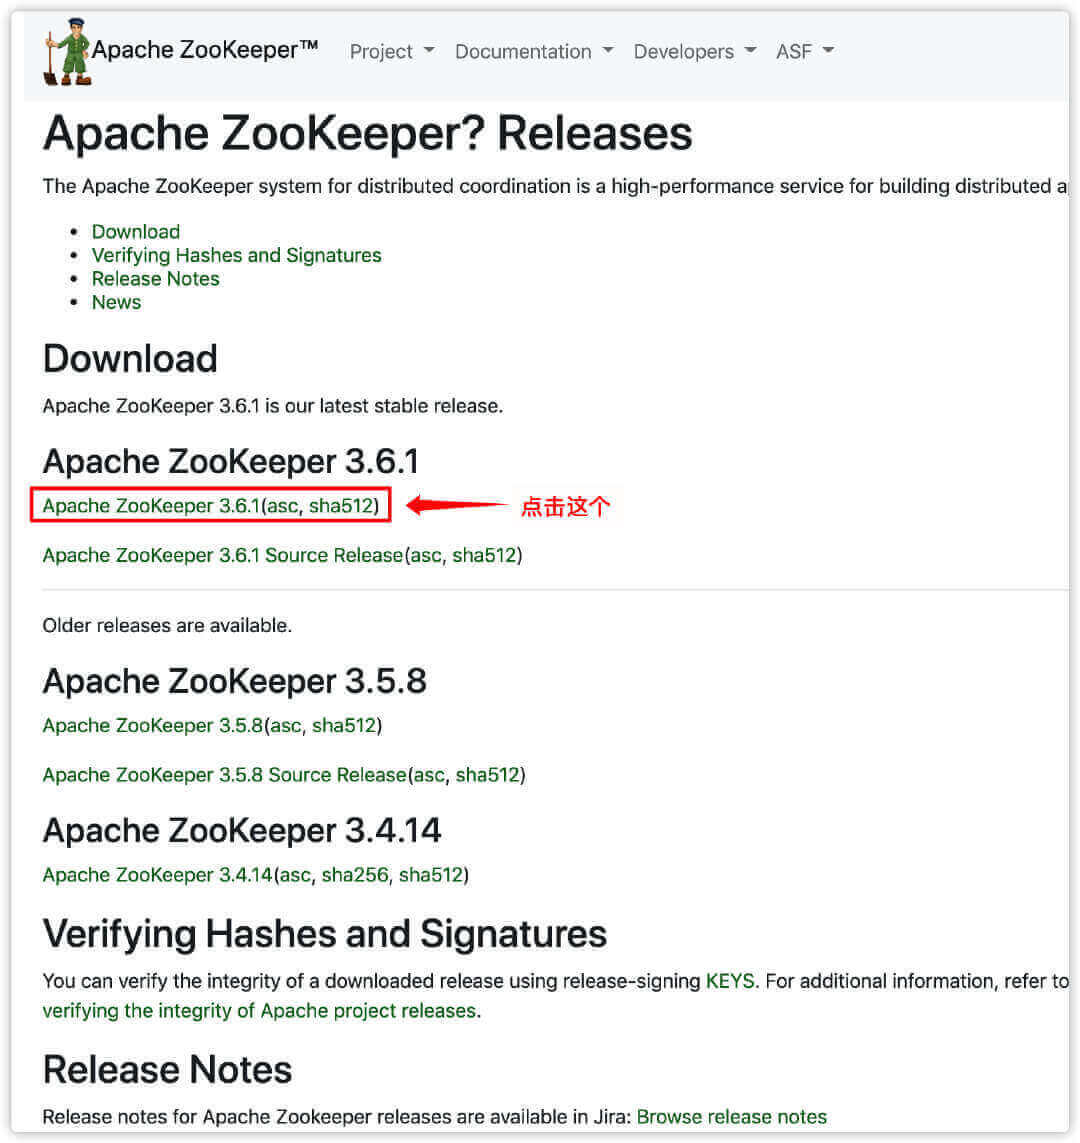 Apache ZooKeeper™ Project Documentation Developers ASF
Apache ZooKeeper? Releases
The Apache ZooKeeper system for distributed coordination is a high-performance service for building distributed a
Download
Verifying Hashes and Signatures
Release Notes
News
Download
Apache ZooKeeper 3.6.1 is our latest stable release.
Apache ZooKeeper 3.6.1
Apache ZooKeeper 3.6.1(asc, sha512) 点击这个
Apache ZooKeeper 3.6.1 Source Release(asc, sha512)
Older releases are available.
Apache ZooKeeper 3.5.8
Apache ZooKeeper 3.5.8(asc, sha512)
Apache ZooKeeper 3.5.8 Source Release(asc, sha512)
Apache ZooKeeper 3.4.14
Apache ZooKeeper 3.4.14(asc, sha256, sha512)
Verifying Hashes and Signatures
You can verify the integrity of a downloaded release using release-signing KEYS. For additional information, refer to
verifying the integrity of Apache project releases.
Release Notes
Release notes for Apache Zookeeper releases are available in Jira: Browse release notes